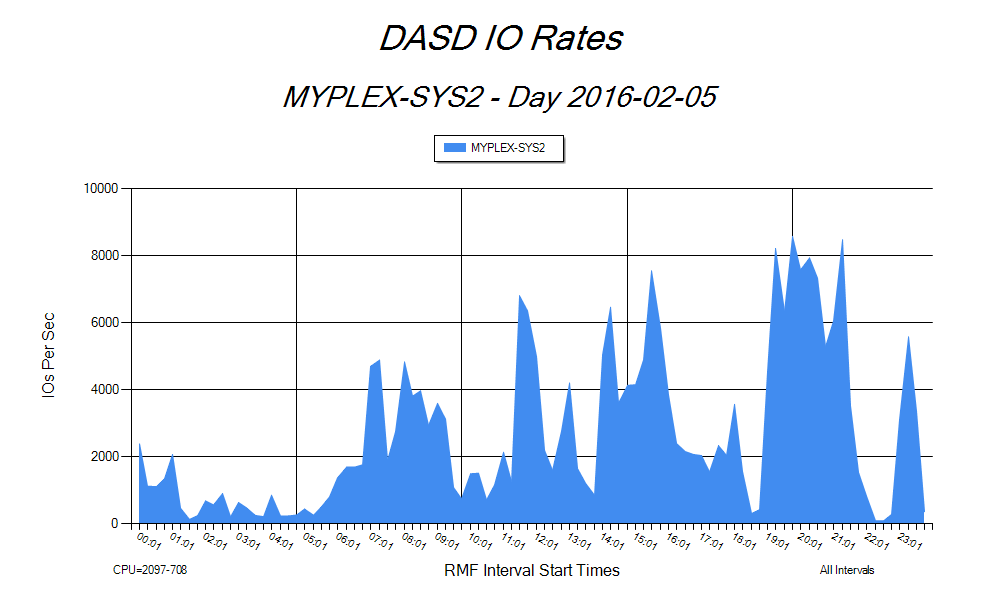 DASD IO Rates
MYPLEX-SYS2 - Day 2016-02-05
MYPLEX-SYS2
10000
8000
6000
4000
2000
0
IOs Per Sec
00:01 01:01 02:01 03:01 04:01 05:01 06:01 07:01 08:01 09:01 10:01 11:01 12:01 13:01 14:01 15:01 16:01 17:01 18:01 19:01 20:01 21:01 22:01 23:01
CPU=2097-708
RMF Interval Start Times
All Intervals